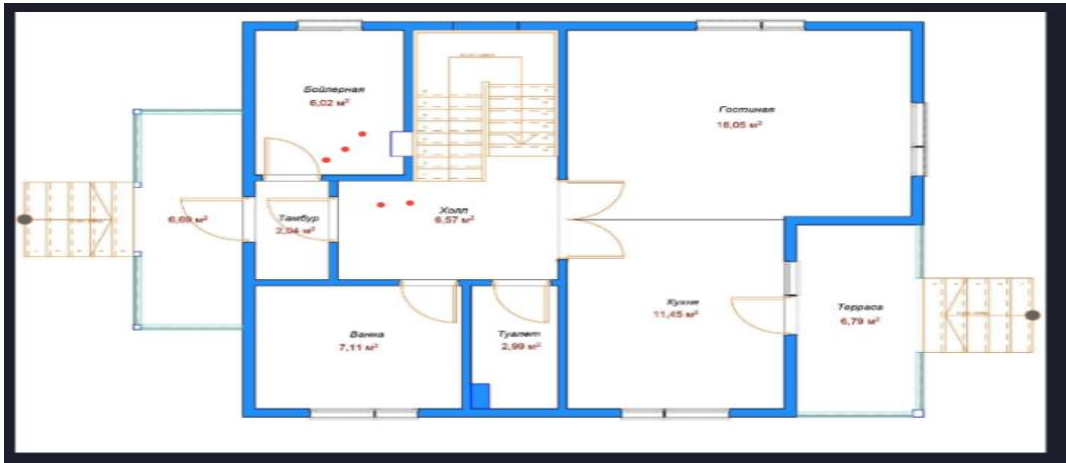 Бойлерная
6,02 м²
Гостиная
18,05 м²
6,69 м²
Тамбур
2,04 м²
Холл
6,57 м²
Кухня
11,45 м²
Терраса
6,79 м²
Ванна
7,11 м²
Туалет
2,99 м²